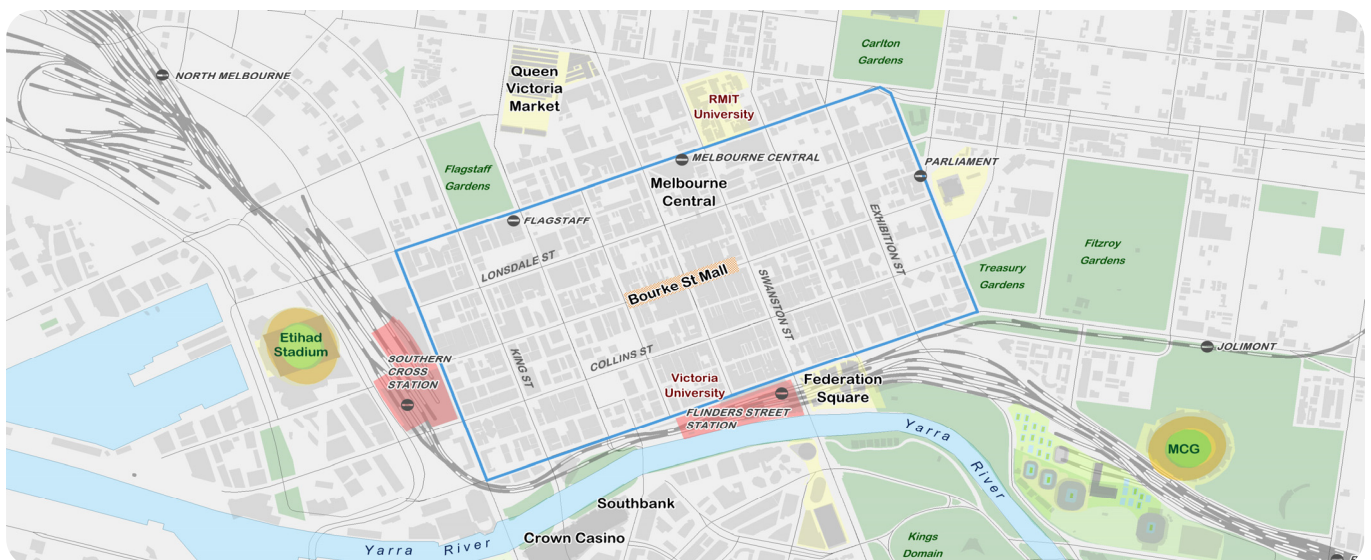 Carlton
Gardens
NORTH MELBOURNE
Queen
Victoria
Market
RMIT
University
MELBOURNE CENTRAL
PARLIAMENT
Flagstaff
Gardens
Melbourne
Central
FLAGSTAFF
EXHIBITION ST
Fitzroy
Gardens
LONSDALE ST
Treasury
Gardens
Bourke St Mall
SWANSTON ST
Etihad
Stadium
JOLIMONT
KING ST
COLLINS ST
SOUTHERN
CROSS
STATION
Victoria
University
Federation
Square
FLINDERS STREET
STATION
Yarra
River
MCG
Southbank
Crown Casino
Yarra River
Kings
Domain